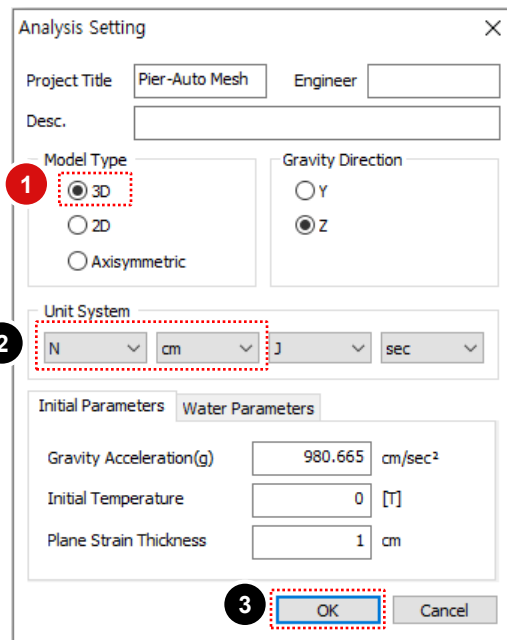 Analysis Setting
Project Title Pier-Auto Mesh Engineer
Desc.
Model Type Gravity Direction
1 3D Y
2D Z
Axisymmetric
Unit System
2 N cm J sec
Initial Parameters Water Parameters
Gravity Acceleration(g) 980.665 cm/sec²
Initial Temperature 0 [T]
Plane Strain Thickness 1 cm
3 OK Cancel